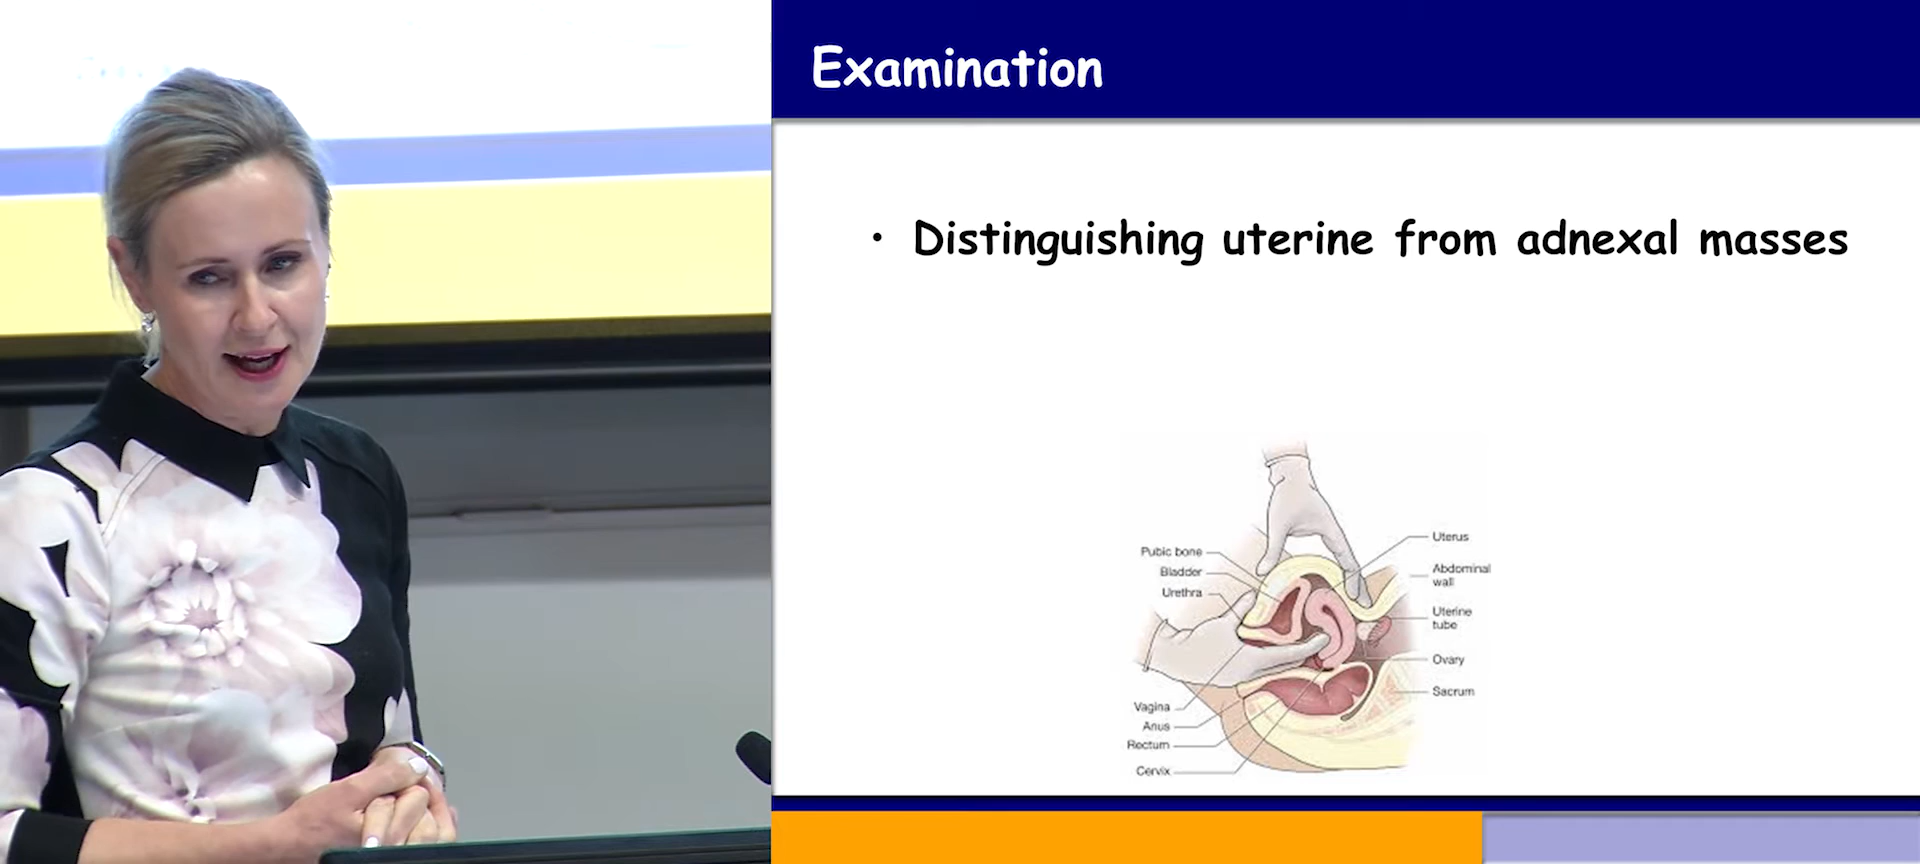 Examination
• Distinguishing uterine from adnexal masses
Pubic bone
Bladder
Urethra
Uterus
Abdominal
wall
Uterine
tube
Ovary
Sacrum
Vagina
Anus
Rectum
Cervix